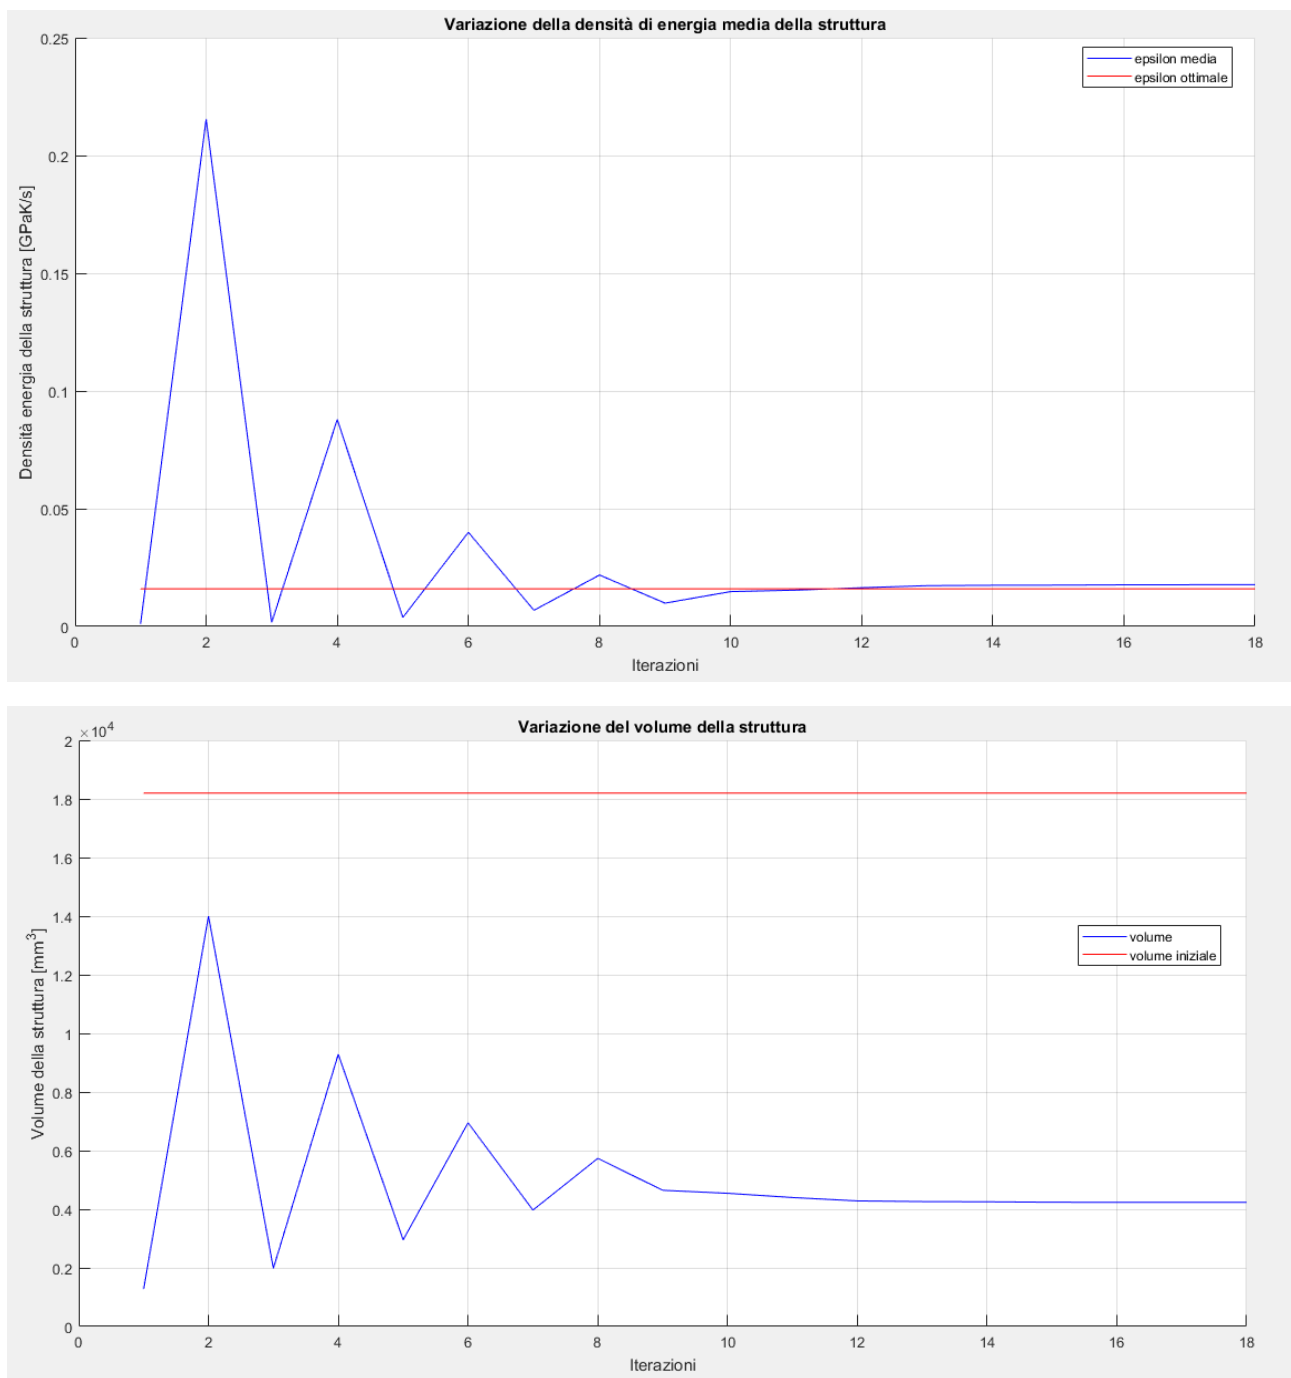 Variazione della densità di energia media della struttura
0.25
0.2
0.15
0.1
0.05
0
Densità energia della struttura [GPaK/s]
epsilon media
epsilon ottimale
0 2 4 6 8 10 12 14 16 18
Iterazioni
Variazione del volume della struttura
×10^4
2
1.8
1.6
1.4
1.2
1
0.8
0.6
0.4
0.2
0
Volume della struttura [mm^3]
volume
volume iniziale
0 2 4 6 8 10 12 14 16 18
Iterazioni